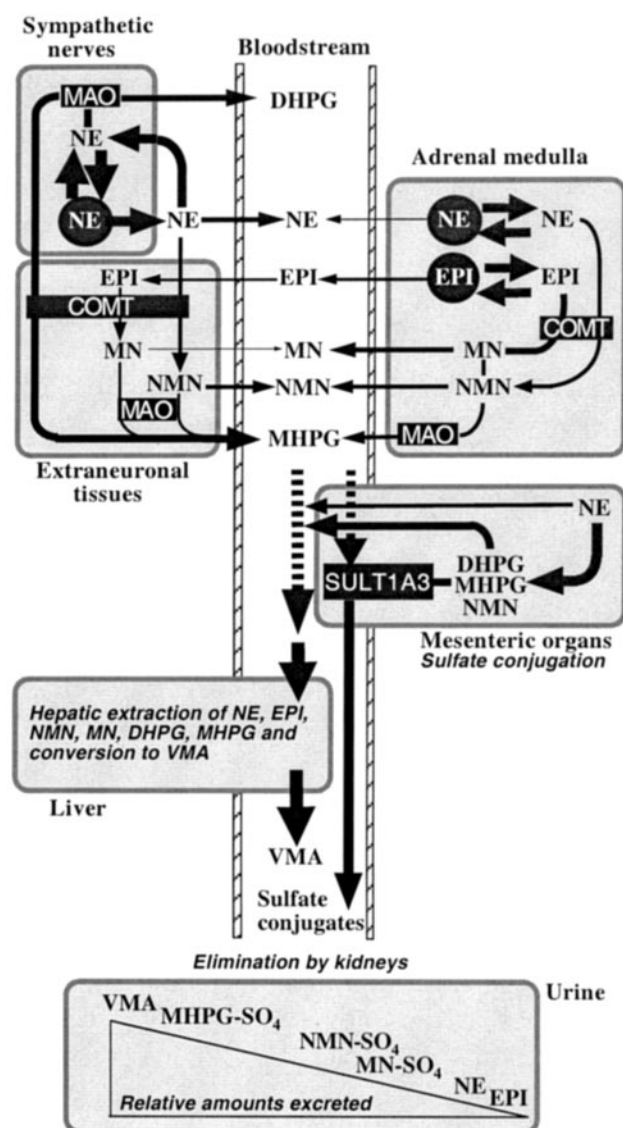 Sympathetic
nerves
Bloodstream
MAO
DHPG
NE
Adrenal medulla
NE
NE
NE
NE
NE
EPI
EPI
EPI
EPI
COMT
COMT
MN
MN
MN
NMN
NMN
NMN
MAO
MHPG
MAO
Extraneuronal
tissues
NE
DHPG
SULT1A3
MHPG
NMN
Mesenteric organs
Sulfate conjugation
Hepatic extraction of NE, EPI,
NMN, MN, DHPG, MHPG and
conversion to VMA
Liver
VMA
Sulfate
conjugates
Elimination by kidneys
Urine
VMA
MHPG-SO4
NMN-SO4
MN-SO4
NE
EPI
Relative amounts excreted